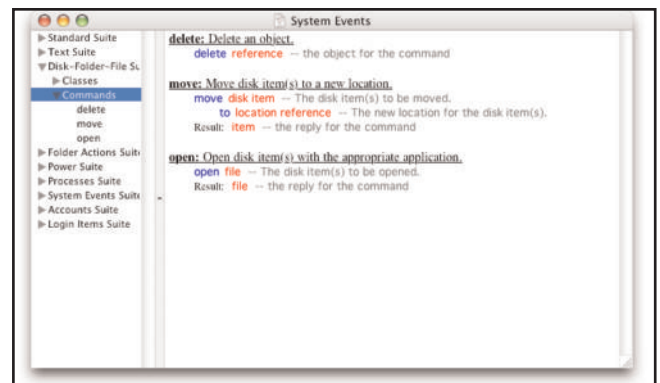 System Events
Standard Suite
Text Suite
Disk-Folder-File Su
Classes
Commands
delete
move
open
Folder Actions Suite
Power Suite
Processes Suite
System Events Suite
Accounts Suite
Login Items Suite
delete: Delete an object.
delete reference -- the object for the command
move: Move disk item(s) to a new location.
move disk item -- The disk item(s) to be moved.
to location reference -- The new location for the disk item(s).
Result: item -- the reply for the command
open: Open disk item(s) with the appropriate application.
open file -- The disk item(s) to be opened.
Result: file -- the reply for the command